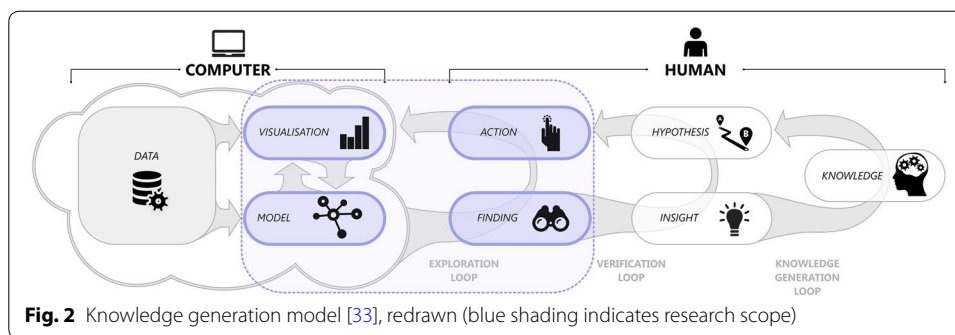 COMPUTER
HUMAN
VISUALISATION
ACTION
HYPOTHESIS
A
B
DATA
KNOWLEDGE
MODEL
FINDING
INSIGHT
EXPLORATION
LOOP
VERIFICATION
LOOP
KNOWLEDGE
GENERATION
LOOP
Fig. 2 Knowledge generation model [33], redrawn (blue shading indicates research scope)